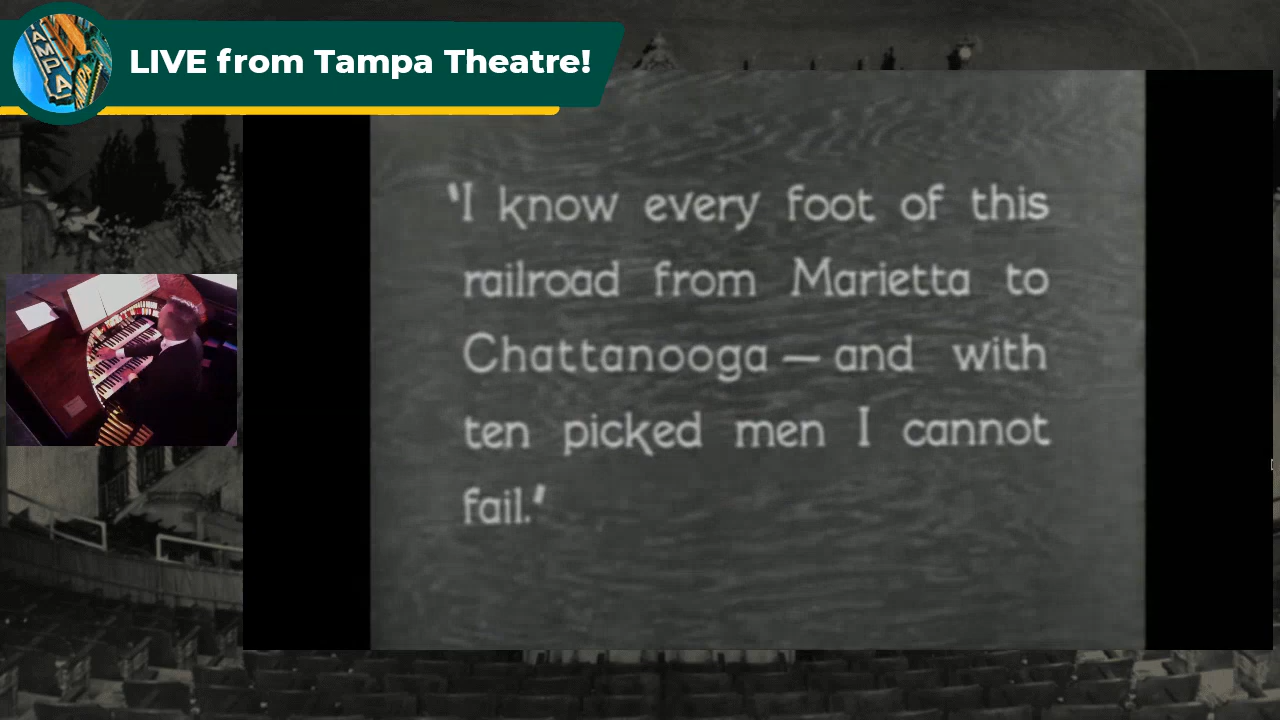 TAMPA
LIVE from Tampa Theatre!
"I know every foot of this
railroad from Marietta to
Chattanooga — and with
ten picked men I cannot
fail."